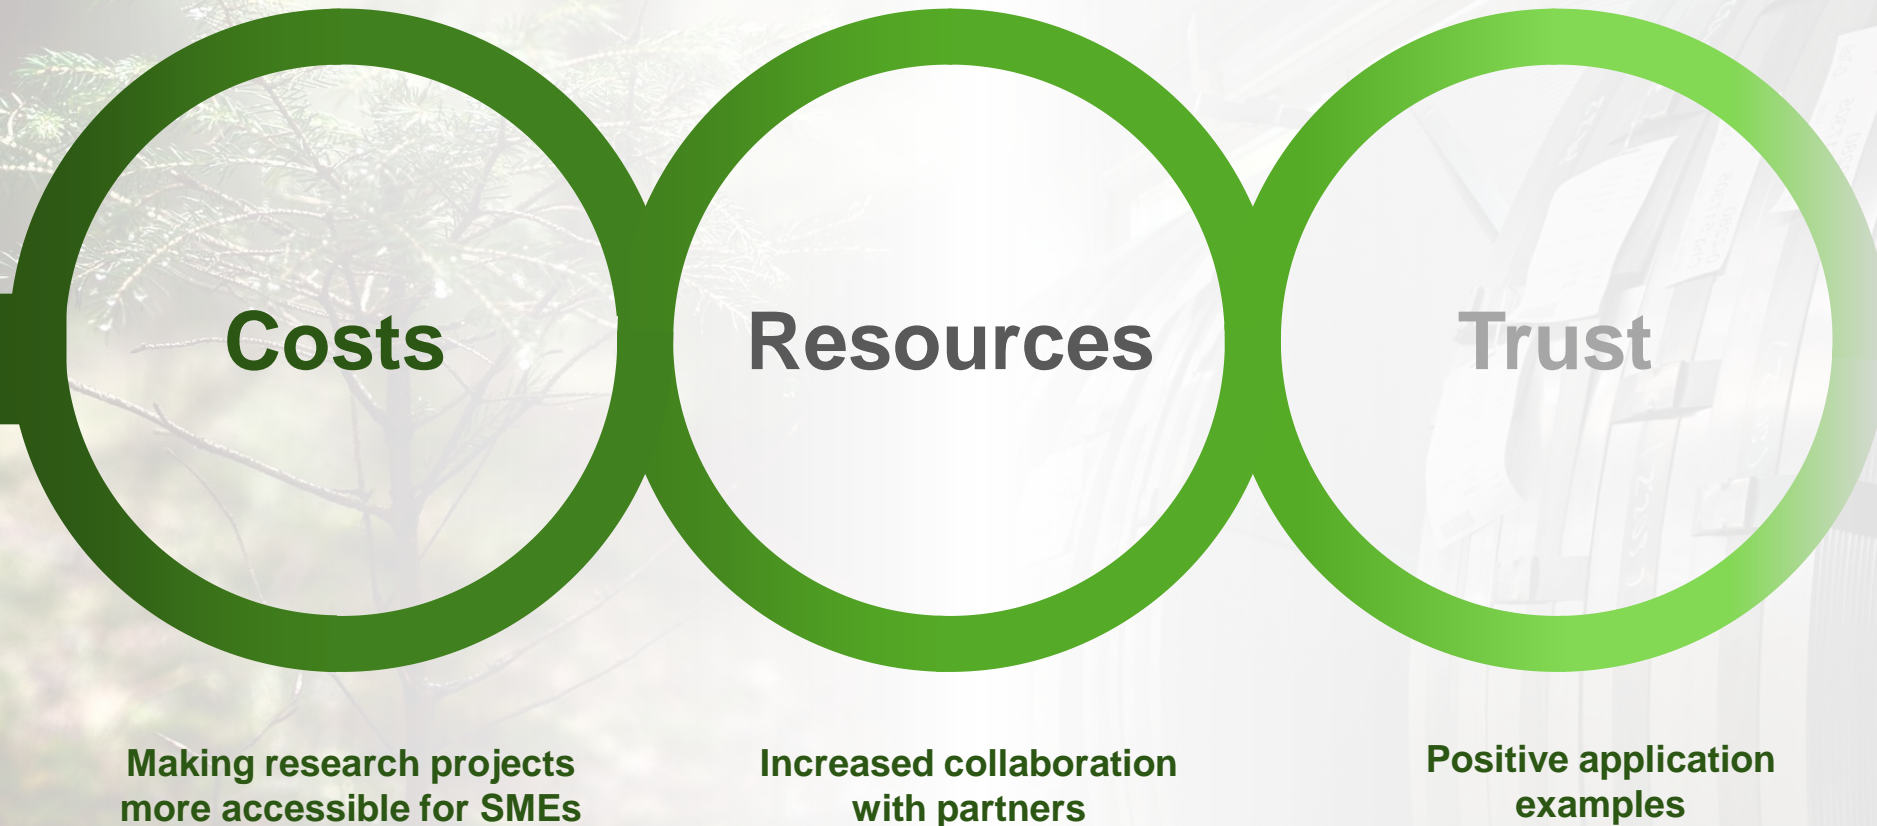 Costs
Resources
Trust
Making research projects
more accessible for SMEs
Increased collaboration
with partners
Positive application
examples